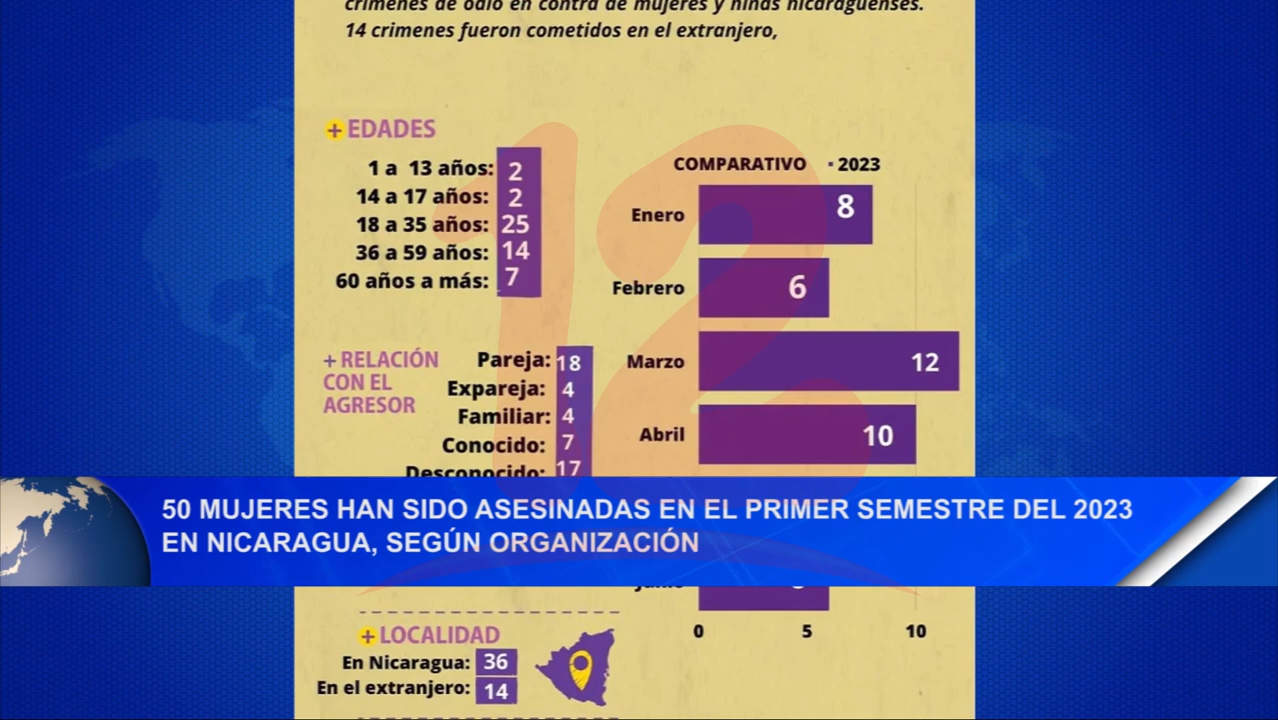 crimenes de odio en contra de mujeres y niñas nicaragüenses.
14 crimenes fueron cometidos en el extranjero,
+ EDADES
1 a 13 años: 2
14 a 17 años: 2
18 a 35 años: 25
36 a 59 años: 14
60 años a más: 7
+ RELACIÓN
CON EL
AGRESOR
Pareja: 18
Expareja: 4
Familiar: 4
Conocido: 7
Desconocido: 17
COMPARATIVO 2023
Enero 8
Febrero 6
Marzo 12
Abril 10
12
50 MUJERES HAN SIDO ASESINADAS EN EL PRIMER SEMESTRE DEL 2023
EN NICARAGUA, SEGÚN ORGANIZACIÓN
0 5 10
+ LOCALIDAD
En Nicaragua: 36
En el extranjero: 14